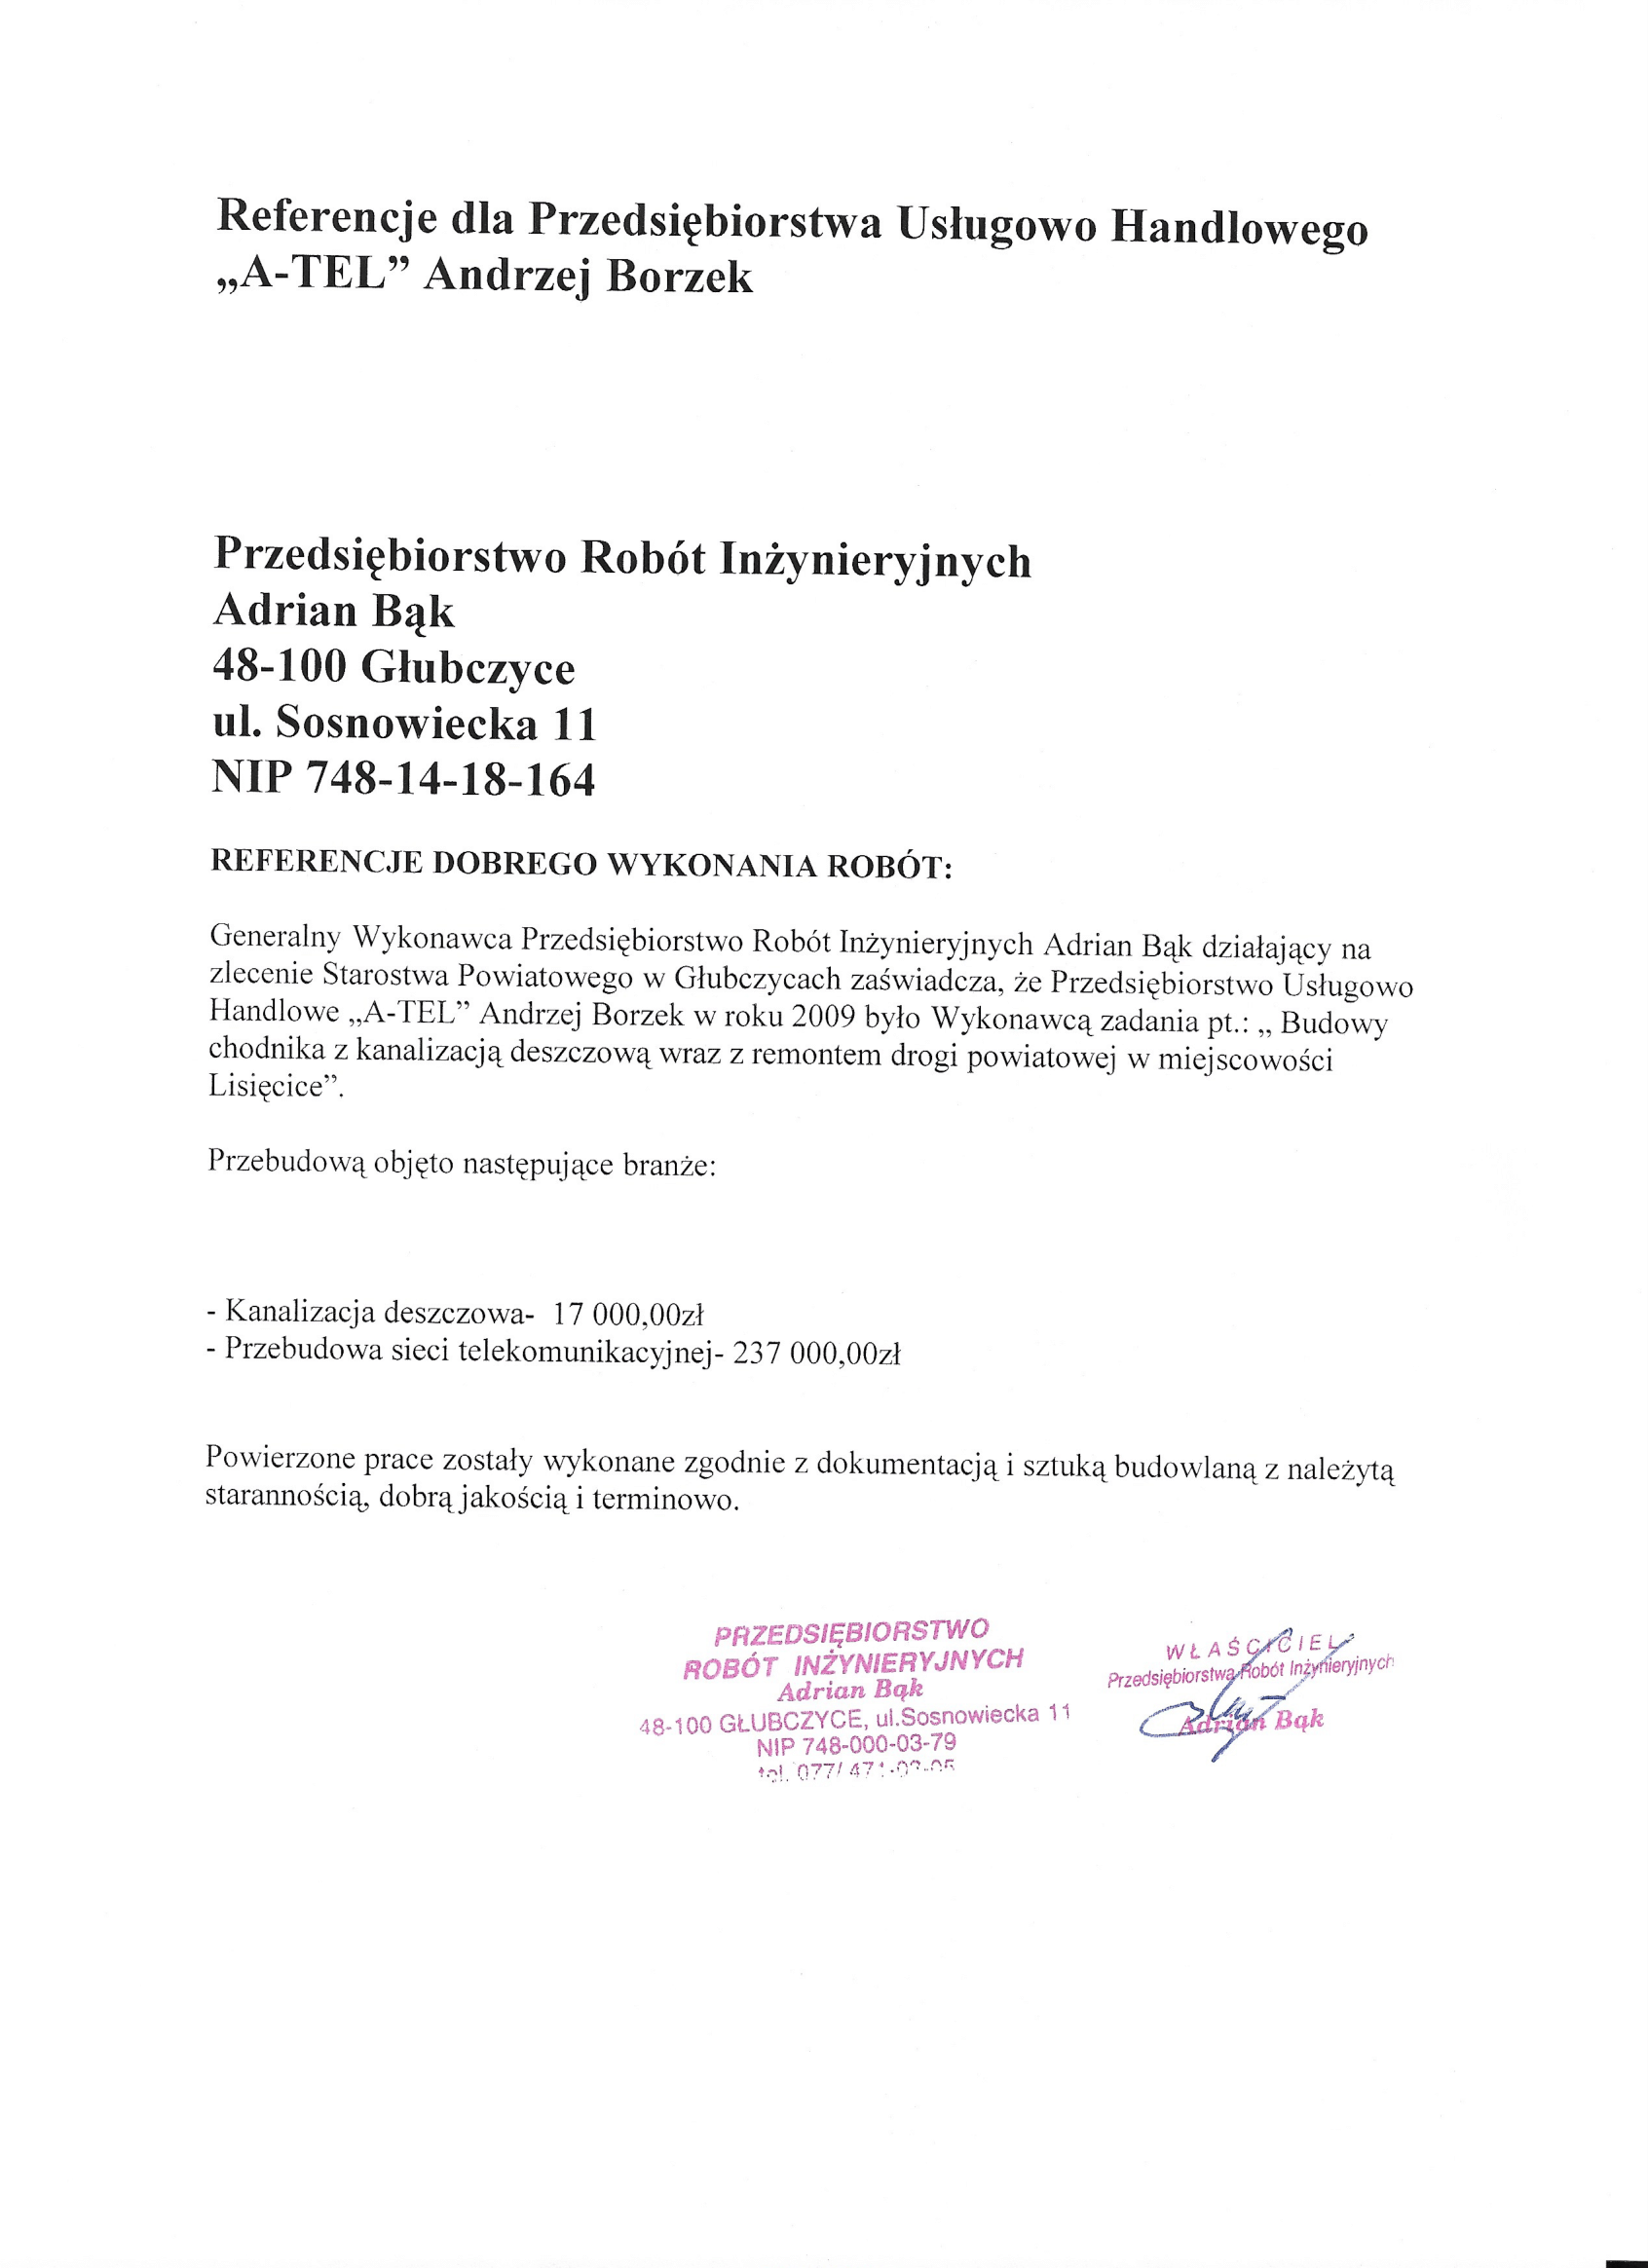 Referencje dla Przedsiębiorstwa Usługowo Handlowego
„A-TEL” Andrzej Borzek
Przedsiębiorstwo Robót Inżynieryjnych
Adrian Bąk
48-100 Głubczyce
ul. Sosnowiecka 11
NIP 748-14-18-164
REFERENCJE DOBREGO WYKONANIA ROBÓT:
Generalny Wykonawca Przedsiębiorstwo Robót Inżynieryjnych Adrian Bąk działający na
zlecenie Starostwa Powiatowego w Głubczycach zaświadcza, że Przedsiębiorstwo Usługowo
Handlowe „A-TEL” Andrzej Borzek w roku 2009 było Wykonawcą zadania pt.: „ Budowy
chodnika z kanalizacją deszczową wraz z remontem drogi powiatowej w miejscowości
Lisięcice”.
Przebudową objęto następujące branże:
- Kanalizacja deszczowa- 17 000,00zł
- Przebudowa sieci telekomunikacyjnej- 237 000,00zł
Powierzone prace zostały wykonane zgodnie z dokumentacją i sztuką budowlaną z należytą
starannością, dobrą jakością i terminowo.
PRZEDSIĘBIORSTWO
ROBÓT INŻYNIERYJNYCH
Adrian Bąk
48-100 GŁUBCZYCE, ul.Sosnowiecka 11
NIP 748-000-03-79
tel. 077/
WŁAŚCICIEL
Przedsiębiorstwa Robót Inżynieryjnych
Adrian Bąk